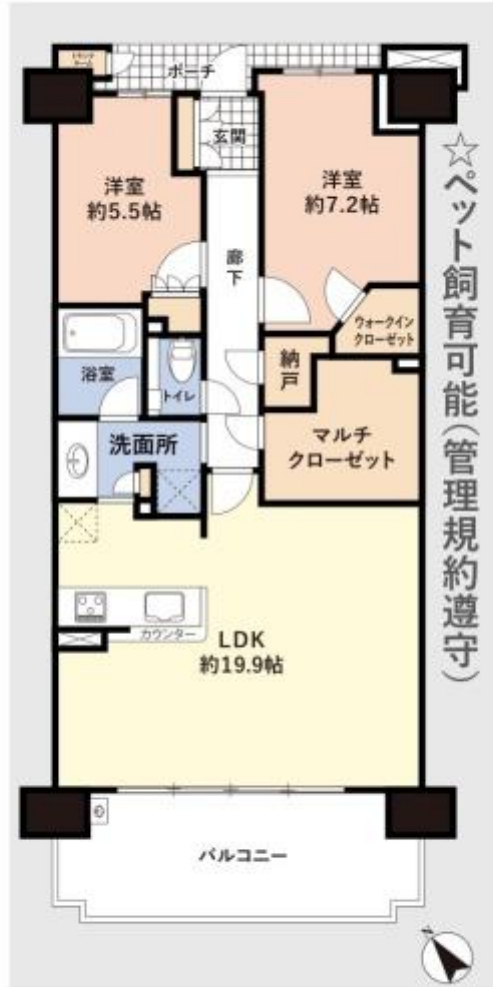 ポーチ
玄関
洋室
約5.5帖
洋室
約7.2帖
廊下
ウォークイン
クローゼット
納戸
浴室
トイレ
マルチ
クローゼット
洗面所
カウンター
LDK
約19.9帖
バルコニー
☆ペット飼育可能(管理規約遵守)